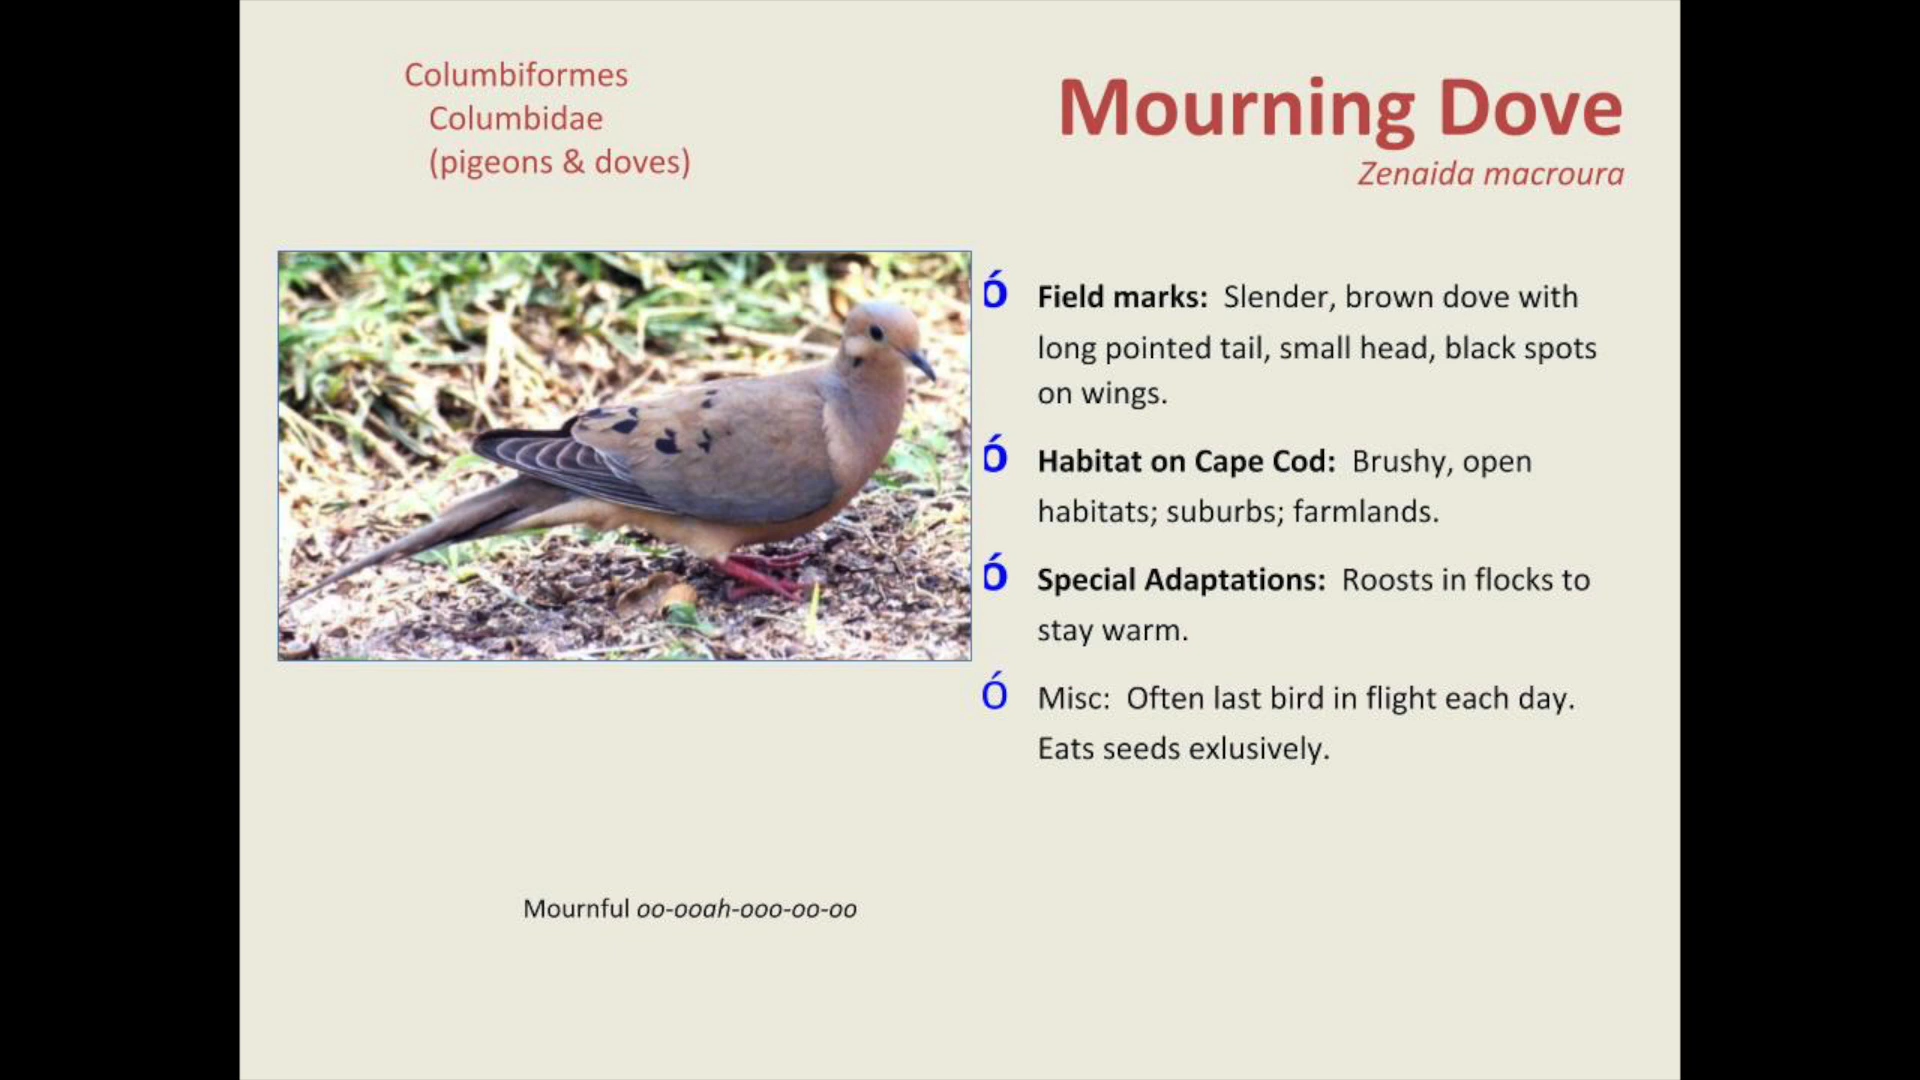 Columbiformes
Columbidae
(pigeons & doves)
Mourning Dove
Zenaida macroura
ó Field marks: Slender, brown dove with
long pointed tail, small head, black spots
on wings.
ó Habitat on Cape Cod: Brushy, open
habitats; suburbs; farmlands.
ó Special Adaptations: Roosts in flocks to
stay warm.
Ó Misc: Often last bird in flight each day.
Eats seeds exlusively.
Mournful oo-ooah-ooo-oo-oo